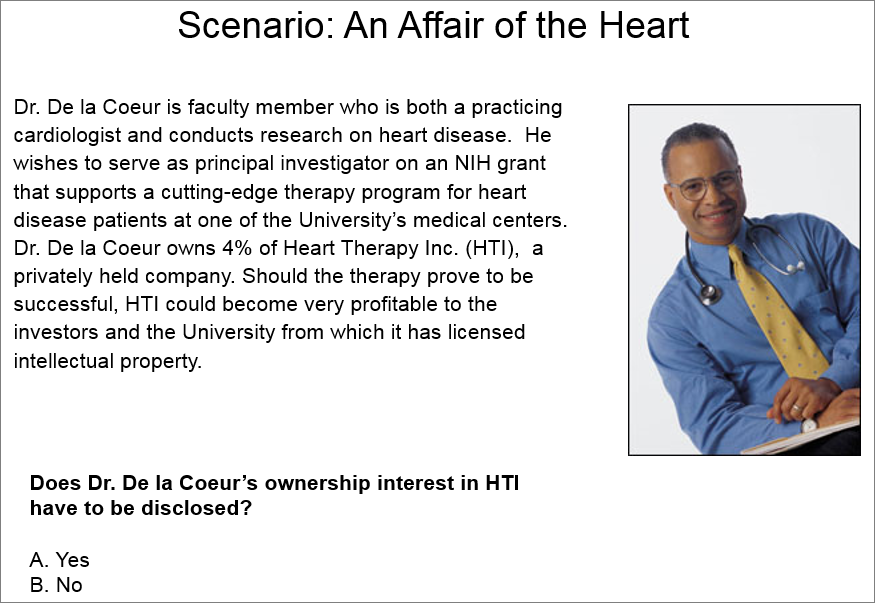 Scenario: An Affair of the Heart
Dr. De la Coeur is faculty member who is both a practicing
cardiologist and conducts research on heart disease.  He
wishes to serve as principal investigator on an NIH grant
that supports a cutting-edge therapy program for heart
disease patients at one of the University’s medical centers.
Dr. De la Coeur owns 4% of Heart Therapy Inc. (HTI),  a
privately held company. Should the therapy prove to be
successful, HTI could become very profitable to the
investors and the University from which it has licensed
intellectual property.
Does Dr. De la Coeur’s ownership interest in HTI
have to be disclosed?
A. Yes
B. No